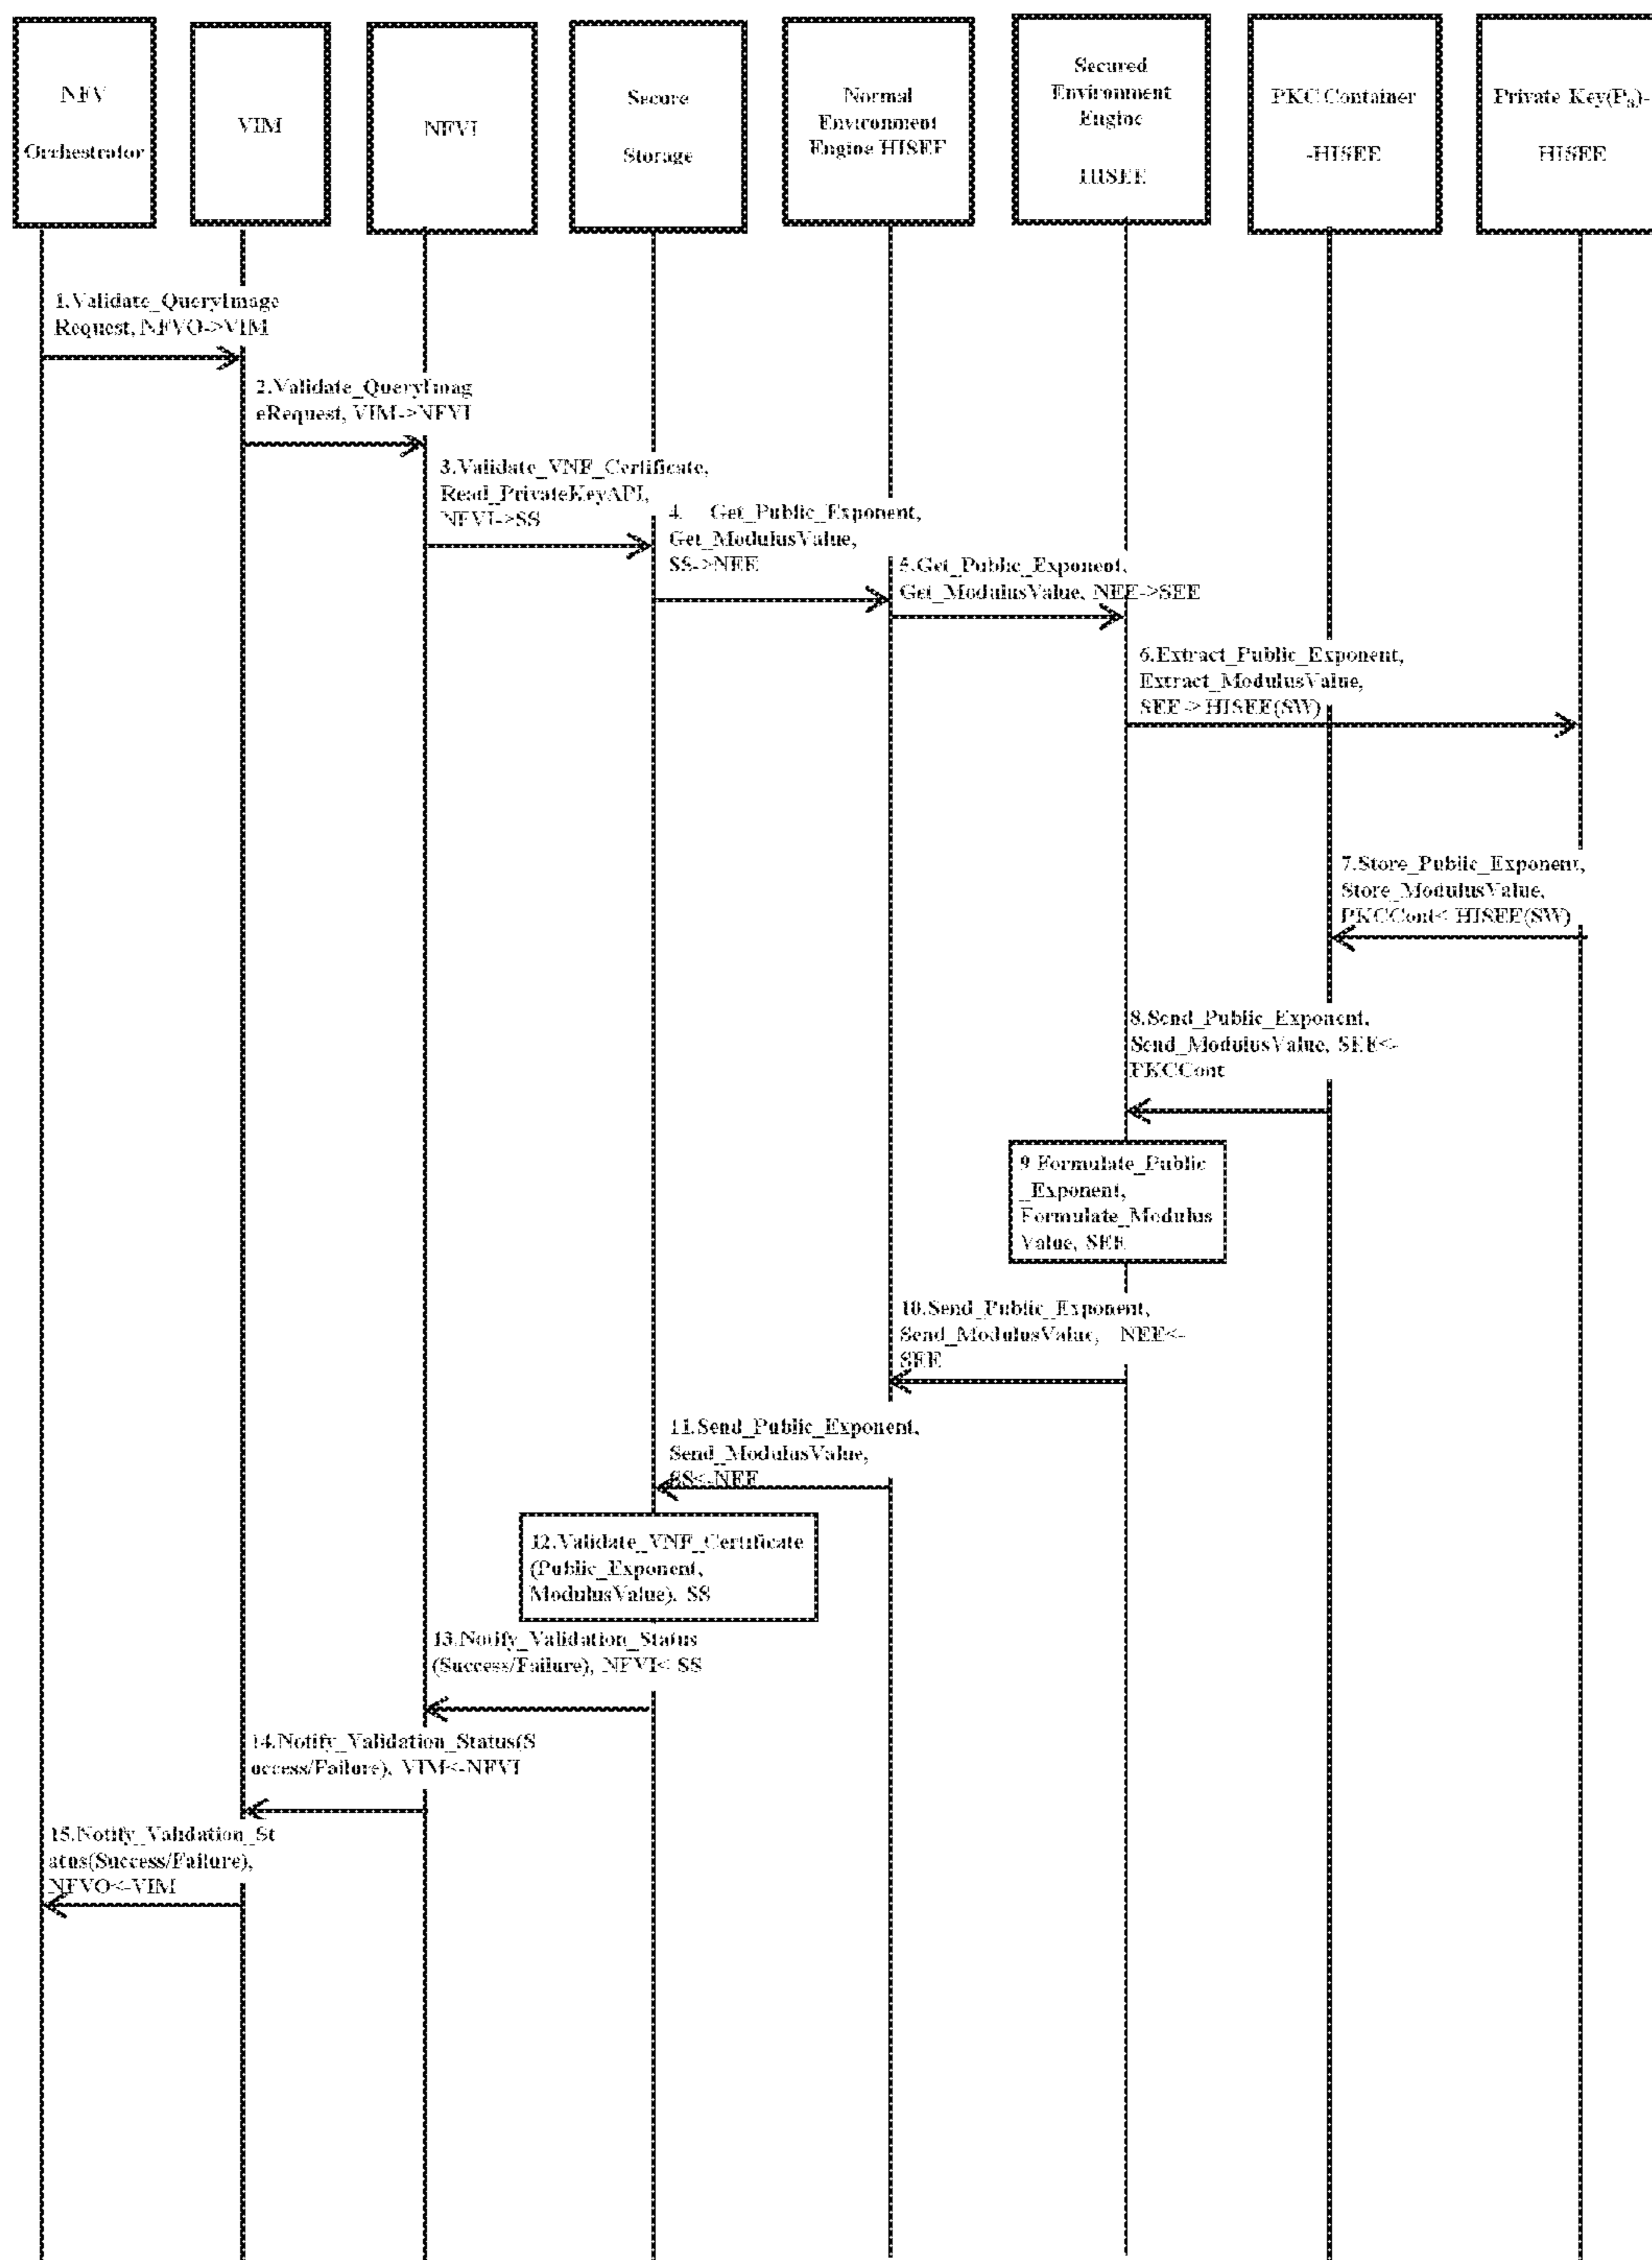 NFV
Orchestrator
VIM
NFVI
Secure
Storage
Normal
Environment
Engine HISEE
Secured
Environment
Engine
HISEE
PKC Container
-HISEE
Private Key(Ps)-
HISEE
1.Validate_QueryImage
Request, NFVO->VIM
2.Validate_QueryImag
eRequest, VIM->NFVI
3.Validate_VNF_Certificate,
Read_PrivateKeyAPI,
NFVI->SS
4. Get_Public_Exponent,
Get_ModulusValue,
SS->NEE
5.Get_Public_Exponent,
Get_ModulusValue, NEE->SEE
6.Extract_Public_Exponent,
Extract_ModulusValue,
SEE-> HISEE(SW)
7.Store_Public_Exponent,
Store_ModulusValue,
PKCCont< HISEE(SW)
8.Send_Public_Exponent,
Send_ModulusValue, SEE<-
PKCCont
9 Formulate_Public
_Exponent,
Formulate_Modulus
Value, SEE
10.Send_Public_Exponent,
Send_ModulusValue, NEE<-
SEE
11.Send_Public_Exponent,
Send_ModulusValue,
SS<-NEE
12.Validate_VNF_Certificate
(Public_Exponent,
ModulusValue), SS
13.Notify_Validation_Status
(Success/Failure), NFVI< SS
14.Notify_Validation_Status(S
uccess/Failure), VIM<-NFVI
15.Notify_Validation_St
atus(Success/Failure),
NFVO<-VIM